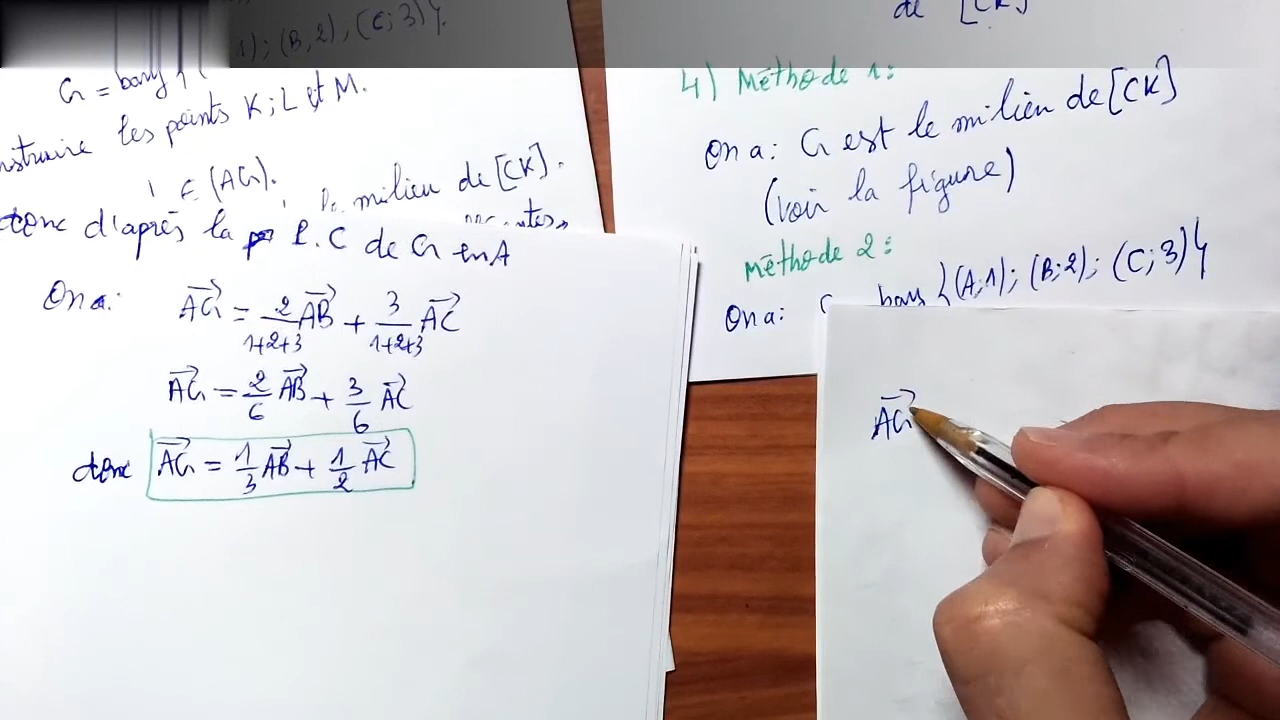 1); (B,2), (C;3)}.
G = bary {
construire les points K; L et M.
∈ (AG).
le milieu de [CK].
donc d'après la P.C de G en A
On a: AG⃗ = 2/(1+2+3) AB⃗ + 3/(1+2+3) AC⃗
AG⃗ = 2/6 AB⃗ + 3/6 AC⃗
donc AG⃗ = 1/3 AB⃗ + 1/2 AC⃗
de [CK]
4) Méthode 1:
On a: G est le milieu de [CK]
(voir la figure)
Méthode 2:
On a: G bary {(A;1); (B;2); (C;3)}
AG⃗